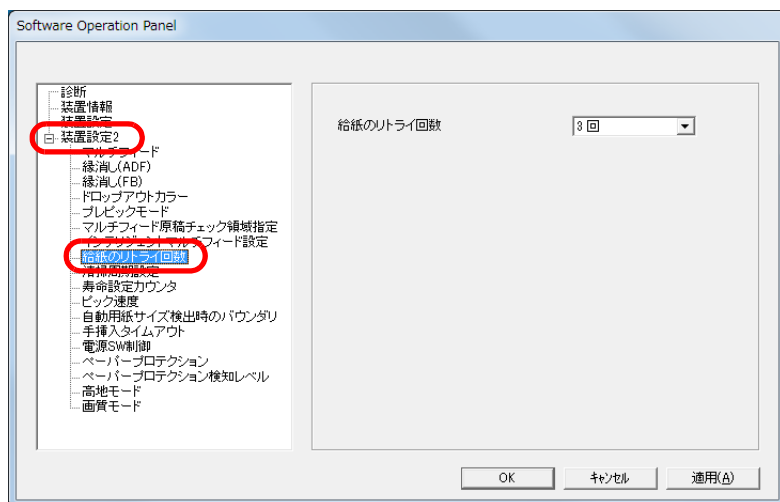 Software Operation Panel
診断
装置情報
装置設定
装置設定2
マルチフィード
縁消し(ADF)
縁消し(FB)
ドロップアウトカラー
プレピックモード
マルチフィード原稿チェック領域指定
インテリジェントマルチフィード設定
給紙のリトライ回数
清掃周期設定
寿命設定カウンタ
ピック速度
自動用紙サイズ検出時のバウンダリ
手挿入タイムアウト
電源SW制御
ペーパープロテクション
ペーパープロテクション検知レベル
高地モード
画質モード
給紙のリトライ回数 3 回
OK キャンセル 適用(A)